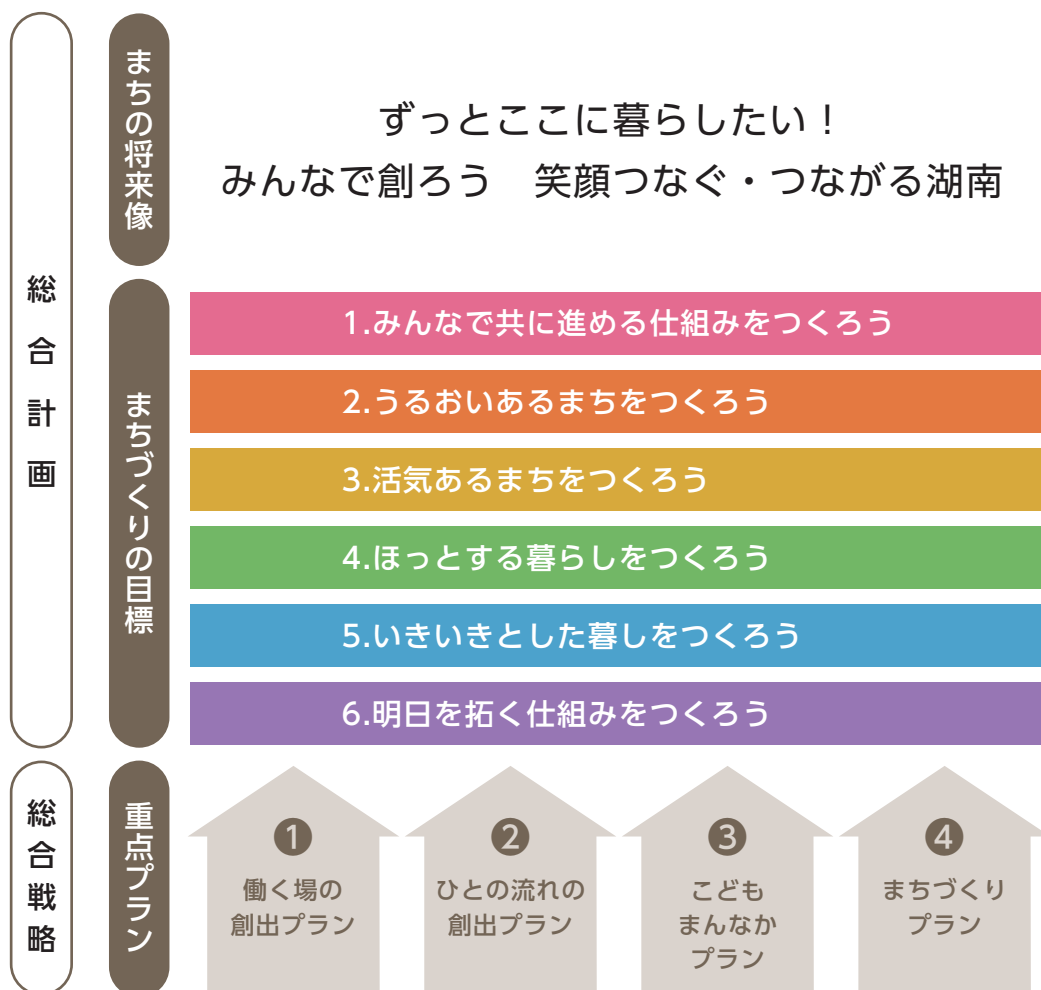 総合計画
まちの将来像
ずっとここに暮らしたい！
みんなで創ろう　笑顔つなぐ・つながる湖南
まちづくりの目標
1.みんなで共に進める仕組みをつくろう
2.うるおいあるまちをつくろう
3.活気あるまちをつくろう
4.ほっとする暮らしをつくろう
5.いきいきとした暮しをつくろう
6.明日を拓く仕組みをつくろう
総合戦略
重点プラン
❶
働く場の
創出プラン
❷
ひとの流れの
創出プラン
❸
こども
まんなか
プラン
❹
まちづくり
プラン